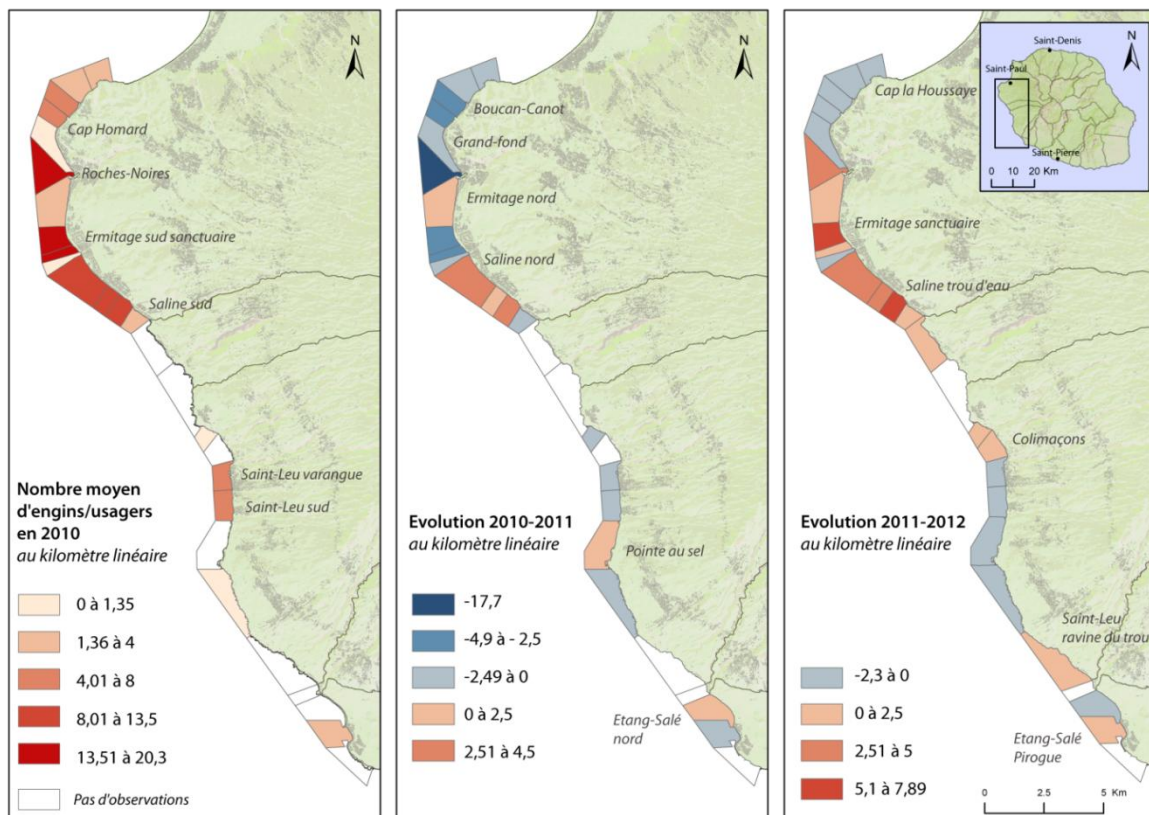 N
Cap Homard
Roches-Noires
Ermitage sud sanctuaire
Saline sud
Saint-Leu varangue
Saint-Leu sud
Nombre moyen
d'engins/usagers
en 2010
au kilomètre linéaire
0 à 1,35
1,36 à 4
4,01 à 8
8,01 à 13,5
13,51 à 20,3
Pas d'observations
N
Boucan-Canot
Grand-fond
Ermitage nord
Saline nord
Pointe au sel
Etang-Salé
nord
Evolution 2010-2011
au kilomètre linéaire
-17,7
-4,9 à - 2,5
-2,49 à 0
0 à 2,5
2,51 à 4,5
Saint-Denis
N
Saint-Paul
Saint-Pierre
0 10 20 Km
Cap la Houssaye
Ermitage sanctuaire
Saline trou d'eau
Colimaçons
Saint-Leu
ravine du trou
Etang-Salé
Pirogue
Evolution 2011-2012
au kilomètre linéaire
-2,3 à 0
0 à 2,5
2,51 à 5
5,1 à 7,89
0 2.5 5 Km